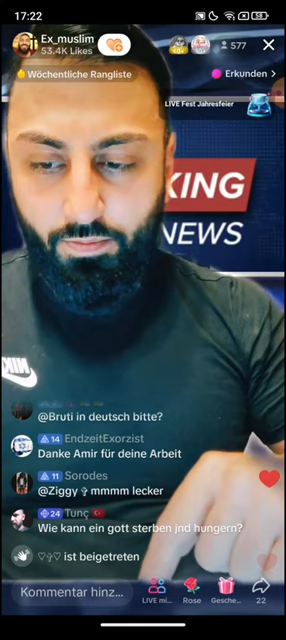 17:22
58
Ex_muslim
53.4K Likes
577
Wöchentliche Rangliste
Erkunden >
LIVE Fest Jahresfeier
KING
NEWS
@Bruti in deutsch bitte?
14 EndzeitExorzist
Danke Amir für deine Arbeit
11 Sorodes
@Ziggy ✞ mmmm lecker
24 Tunç 🇹🇷
Wie kann ein gott sterben jnd hungern?
♡✞♡ ist beigetreten
Kommentar hinz...
LIVE mi...
Rose
Gesche...
22